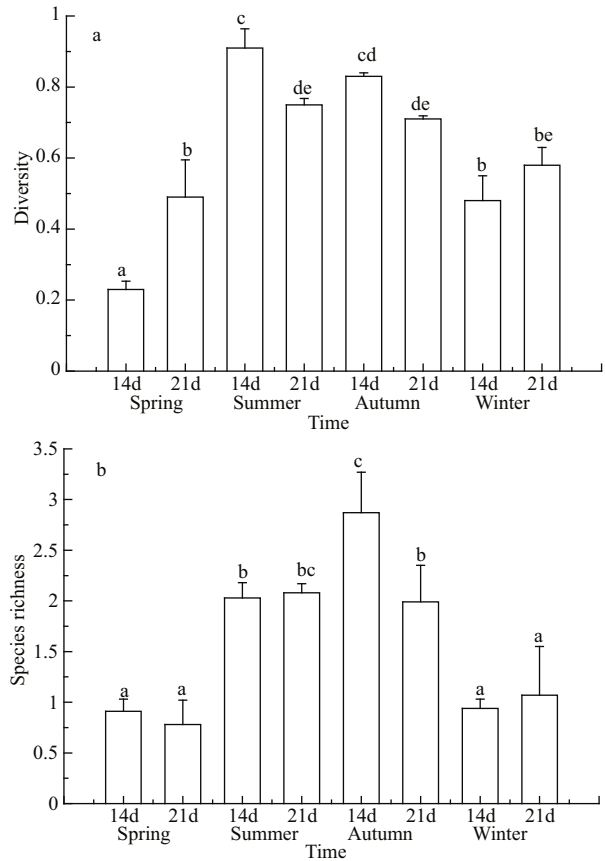 a
c
cd
de
de
b
be
b
a
1
0.8
0.6
0.4
0.2
0
Diversity
14d 21d 14d 21d 14d 21d 14d 21d
Spring Summer Autumn Winter
Time
b
c
b
bc
b
a
a
a
a
3.5
3
2.5
2
1.5
1
0.5
0
Species richness
14d 21d 14d 21d 14d 21d 14d 21d
Spring Summer Autumn Winter
Time